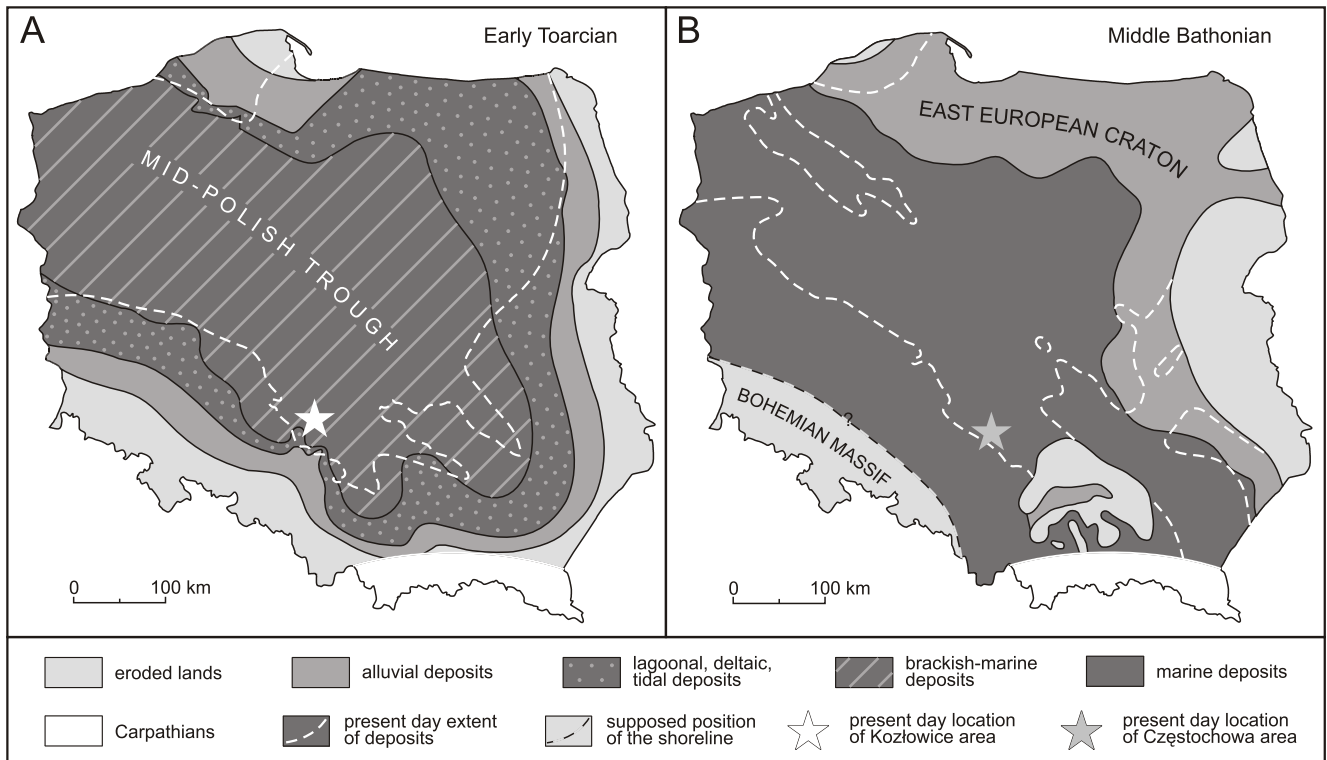 A
Early Toarcian
MID-POLISH TROUGH
0 100 km
B
Middle Bathonian
EAST EUROPEAN CRATON
BOHEMIAN MASSIF
?
0 100 km
eroded lands
alluvial deposits
lagoonal, deltaic,
tidal deposits
brackish-marine
deposits
marine deposits
Carpathians
present day extent
of deposits
supposed position
of the shoreline
present day location
of Kozłowice area
present day location
of Częstochowa area